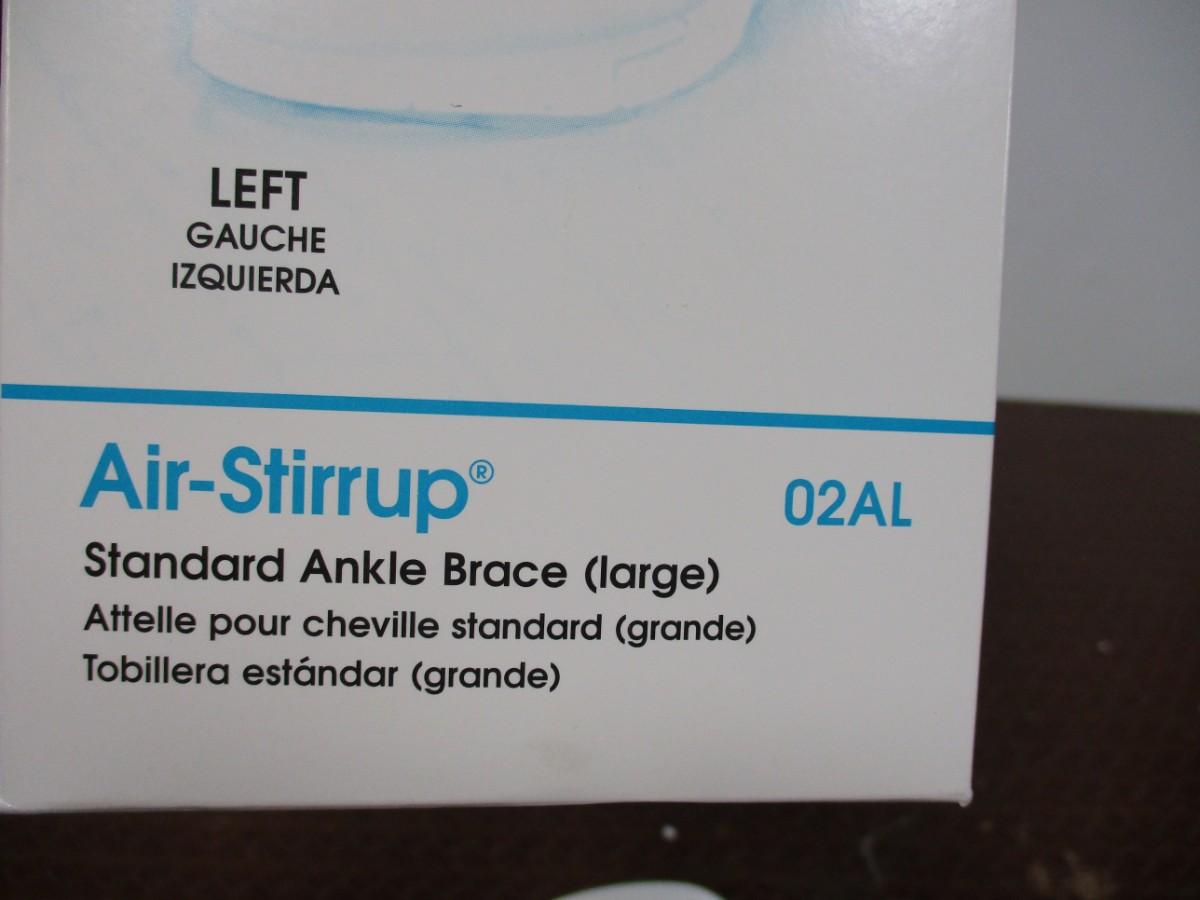 LEFT
GAUCHE
IZQUIERDA
Air-Stirrup® 02AL
Standard Ankle Brace (large)
Attelle pour cheville standard (grande)
Tobillera estándar (grande)